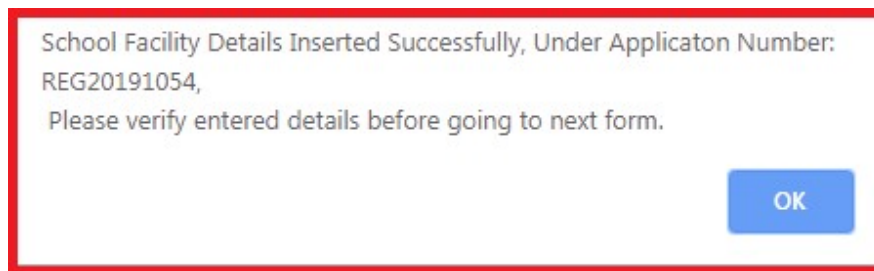 School Facility Details Inserted Successfully, Under Applicaton Number:
REG20191054,
Please verify entered details before going to next form.
OK